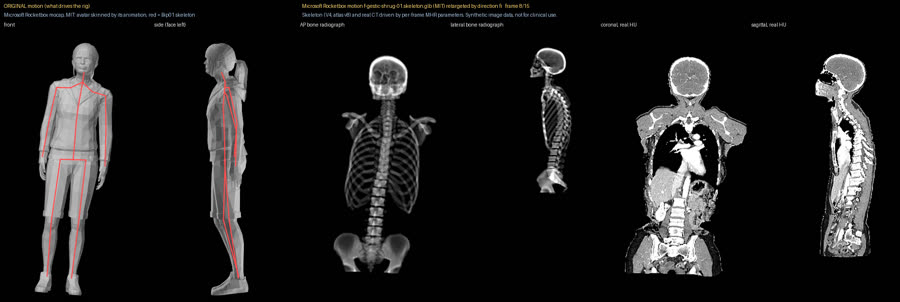 ORIGINAL motion (what drives the rig)
Microsoft Rocketbox mocap, MIT avatar skinned by its animation, red = Bip01 skeleton
front
side (face left)
Microsoft Rocketbox motion f-gestic-shrug-01.skeleton.glb (MIT) retargeted by direction fi frame 8/15
Skeleton (V4, atlas v8) and real CT driven by per-frame MHR parameters. Synthetic image data, not for clinical use.
AP bone radiograph
lateral bone radiograph
coronal, real HU
sagittal, real HU